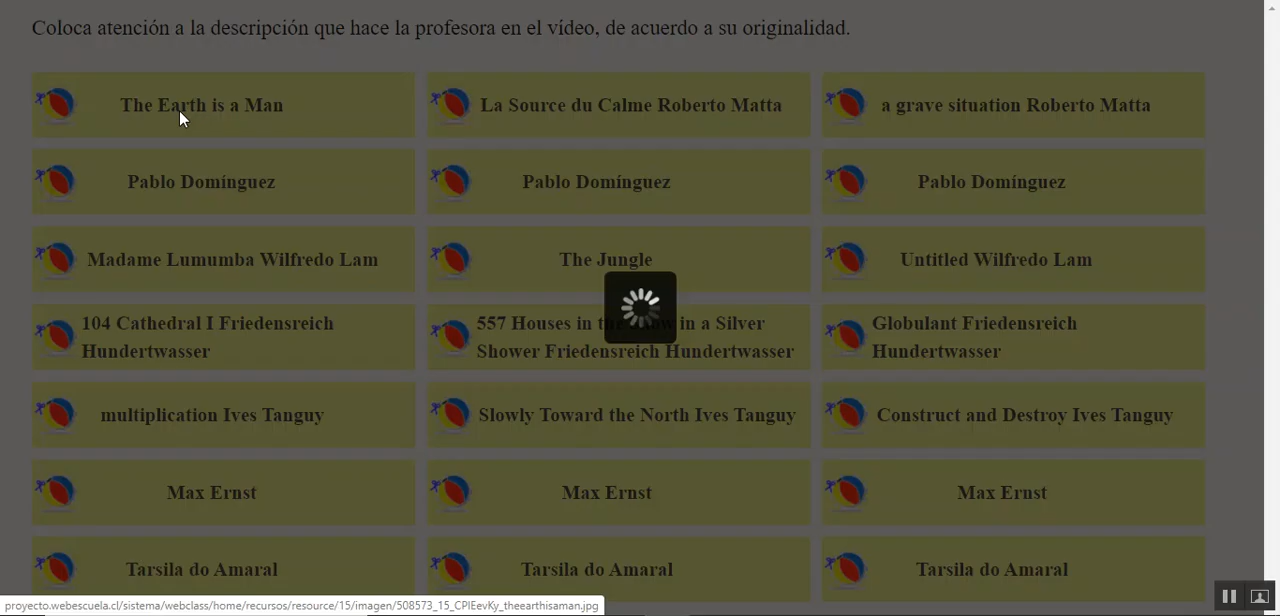 Coloca atención a la descripción que hace la profesora en el vídeo, de acuerdo a su originalidad.
The Earth is a Man
La Source du Calme Roberto Matta
a grave situation Roberto Matta
Pablo Domínguez
Pablo Domínguez
Pablo Domínguez
Madame Lumumba Wilfredo Lam
The Jungle
Untitled Wilfredo Lam
104 Cathedral I Friedensreich
Hundertwasser
557 Houses in the Snow in a Silver
Shower Friedensreich Hundertwasser
Globulant Friedensreich
Hundertwasser
multiplication Ives Tanguy
Slowly Toward the North Ives Tanguy
Construct and Destroy Ives Tanguy
Max Ernst
Max Ernst
Max Ernst
Tarsila do Amaral
Tarsila do Amaral
Tarsila do Amaral
proyecto.webescuela.cl/sistema/webclass/home/recursos/resource/15/imagen/508573_15_CPIEevKy_theearthisaman.jpg